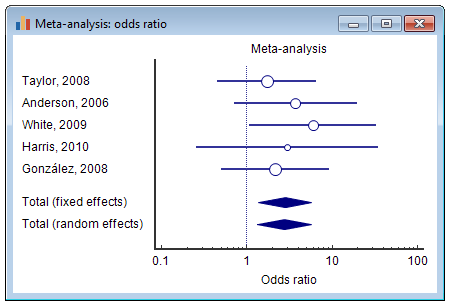 Meta-analysis: odds ratio
Meta-analysis
Taylor, 2008
Anderson, 2006
White, 2009
Harris, 2010
González, 2008
Total (fixed effects)
Total (random effects)
0.1 1 10 100
Odds ratio